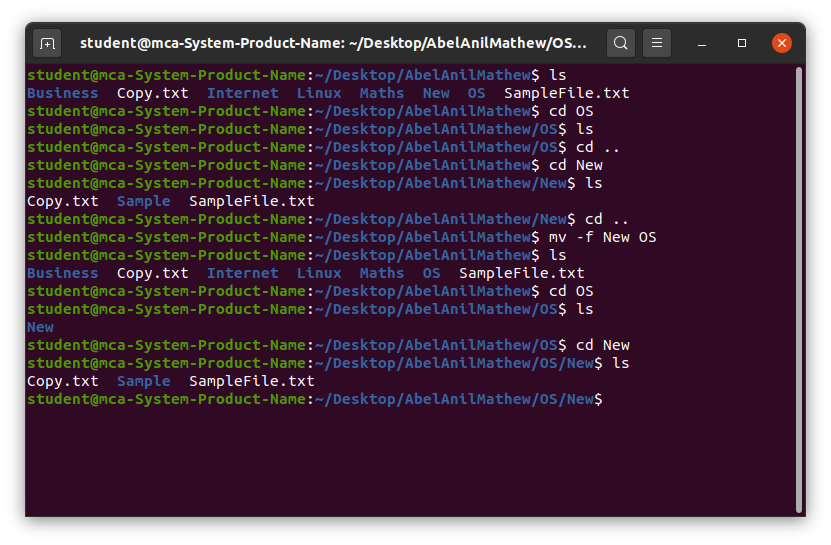 student@mca-System-Product-Name: ~/Desktop/AbelAnilMathew/OS...
student@mca-System-Product-Name:~/Desktop/AbelAnilMathew$ ls
Business  Copy.txt  Internet  Linux  Maths  New  OS  SampleFile.txt
student@mca-System-Product-Name:~/Desktop/AbelAnilMathew$ cd OS
student@mca-System-Product-Name:~/Desktop/AbelAnilMathew/OS$ ls
student@mca-System-Product-Name:~/Desktop/AbelAnilMathew/OS$ cd ..
student@mca-System-Product-Name:~/Desktop/AbelAnilMathew$ cd New
student@mca-System-Product-Name:~/Desktop/AbelAnilMathew/New$ ls
Copy.txt  Sample  SampleFile.txt
student@mca-System-Product-Name:~/Desktop/AbelAnilMathew/New$ cd ..
student@mca-System-Product-Name:~/Desktop/AbelAnilMathew$ mv -f New OS
student@mca-System-Product-Name:~/Desktop/AbelAnilMathew$ ls
Business  Copy.txt  Internet  Linux  Maths  OS  SampleFile.txt
student@mca-System-Product-Name:~/Desktop/AbelAnilMathew$ cd OS
student@mca-System-Product-Name:~/Desktop/AbelAnilMathew/OS$ ls
New
student@mca-System-Product-Name:~/Desktop/AbelAnilMathew/OS$ cd New
student@mca-System-Product-Name:~/Desktop/AbelAnilMathew/OS/New$ ls
Copy.txt  Sample  SampleFile.txt
student@mca-System-Product-Name:~/Desktop/AbelAnilMathew/OS/New$